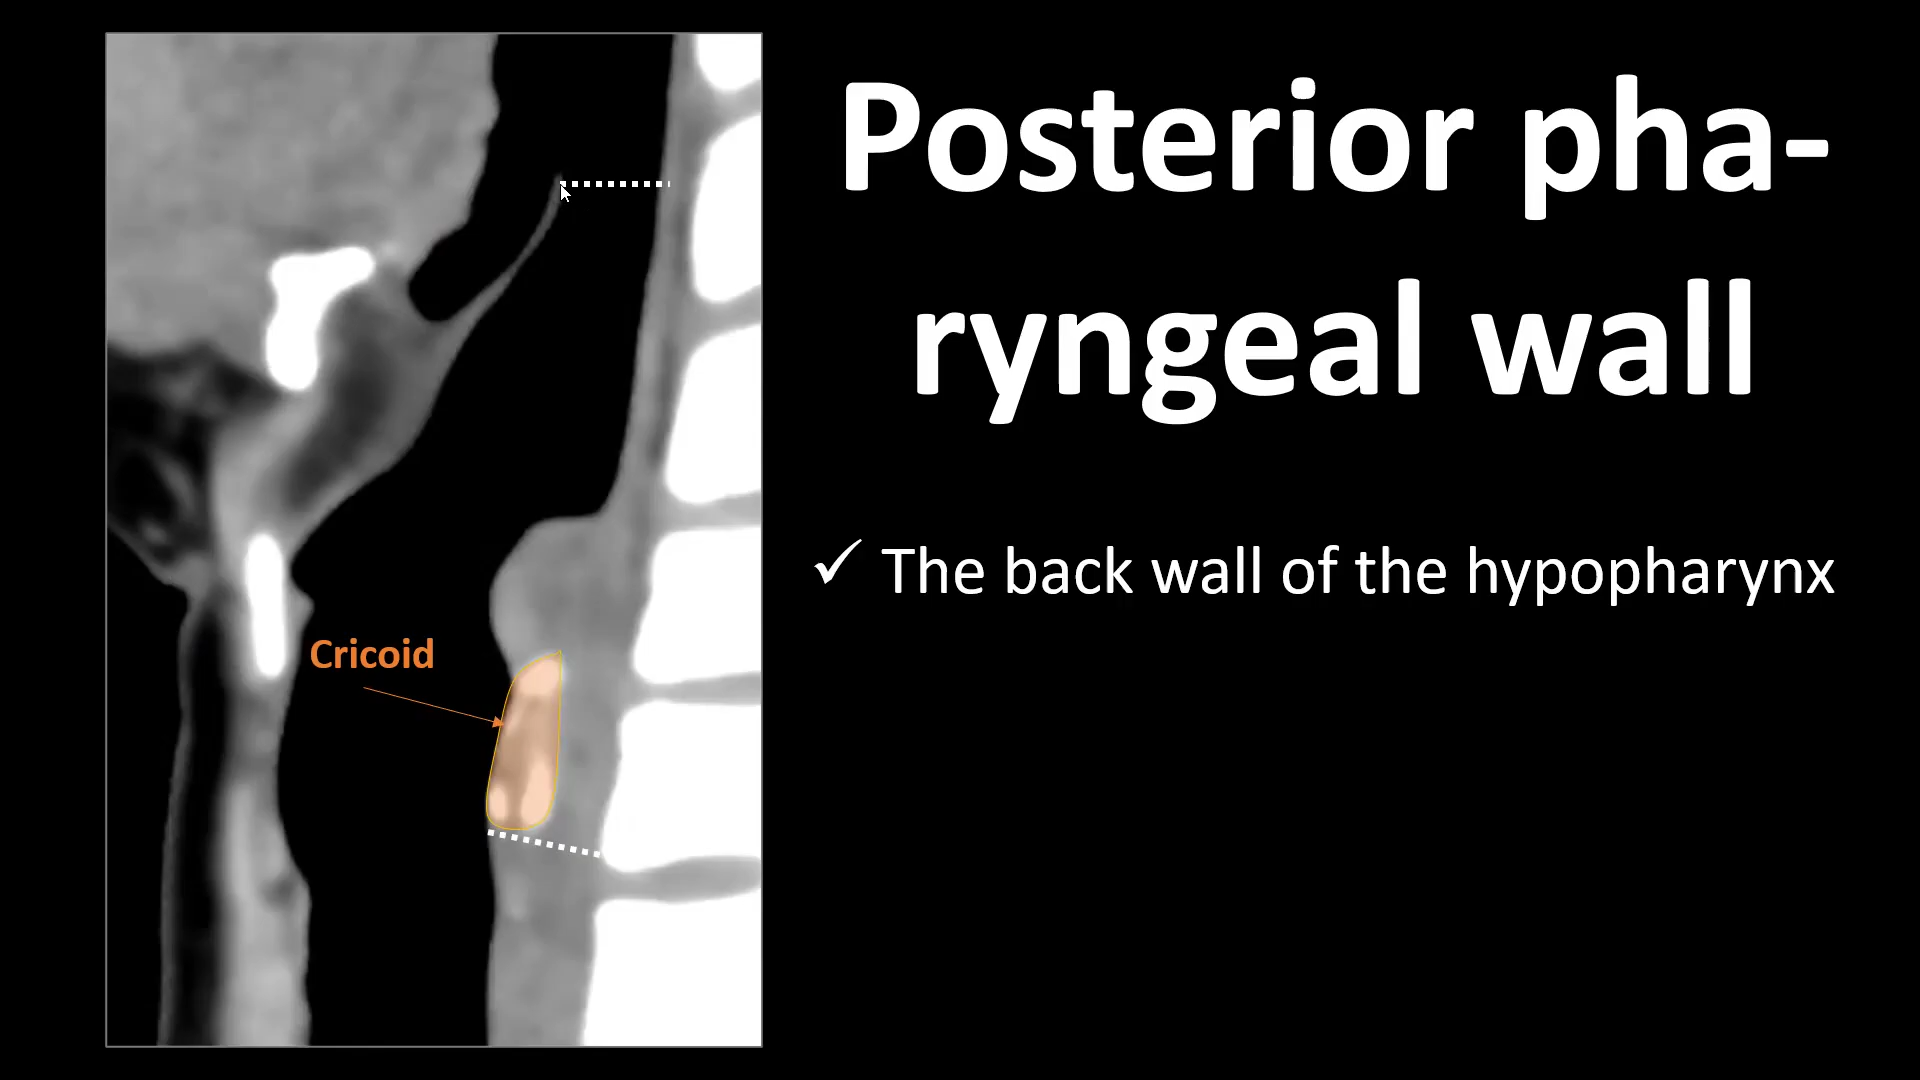 Posterior pha-
ryngeal wall
✓ The back wall of the hypopharynx
Cricoid